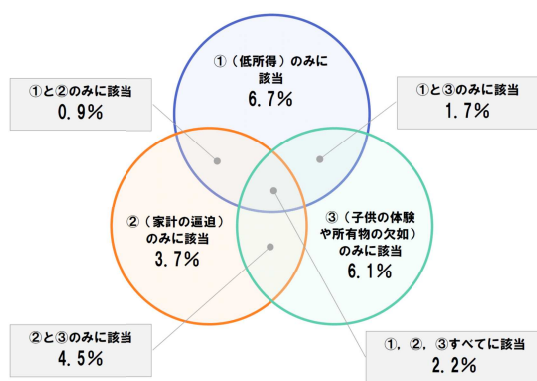 ①（低所得）のみに
該当
6.7%
①と②のみに該当
0.9%
①と③のみに該当
1.7%
②（家計の逼迫）
のみに該当
3.7%
③（子供の体験
や所有物の欠如）
のみに該当
6.1%
②と③のみに該当
4.5%
①，②，③すべてに該当
2.2%